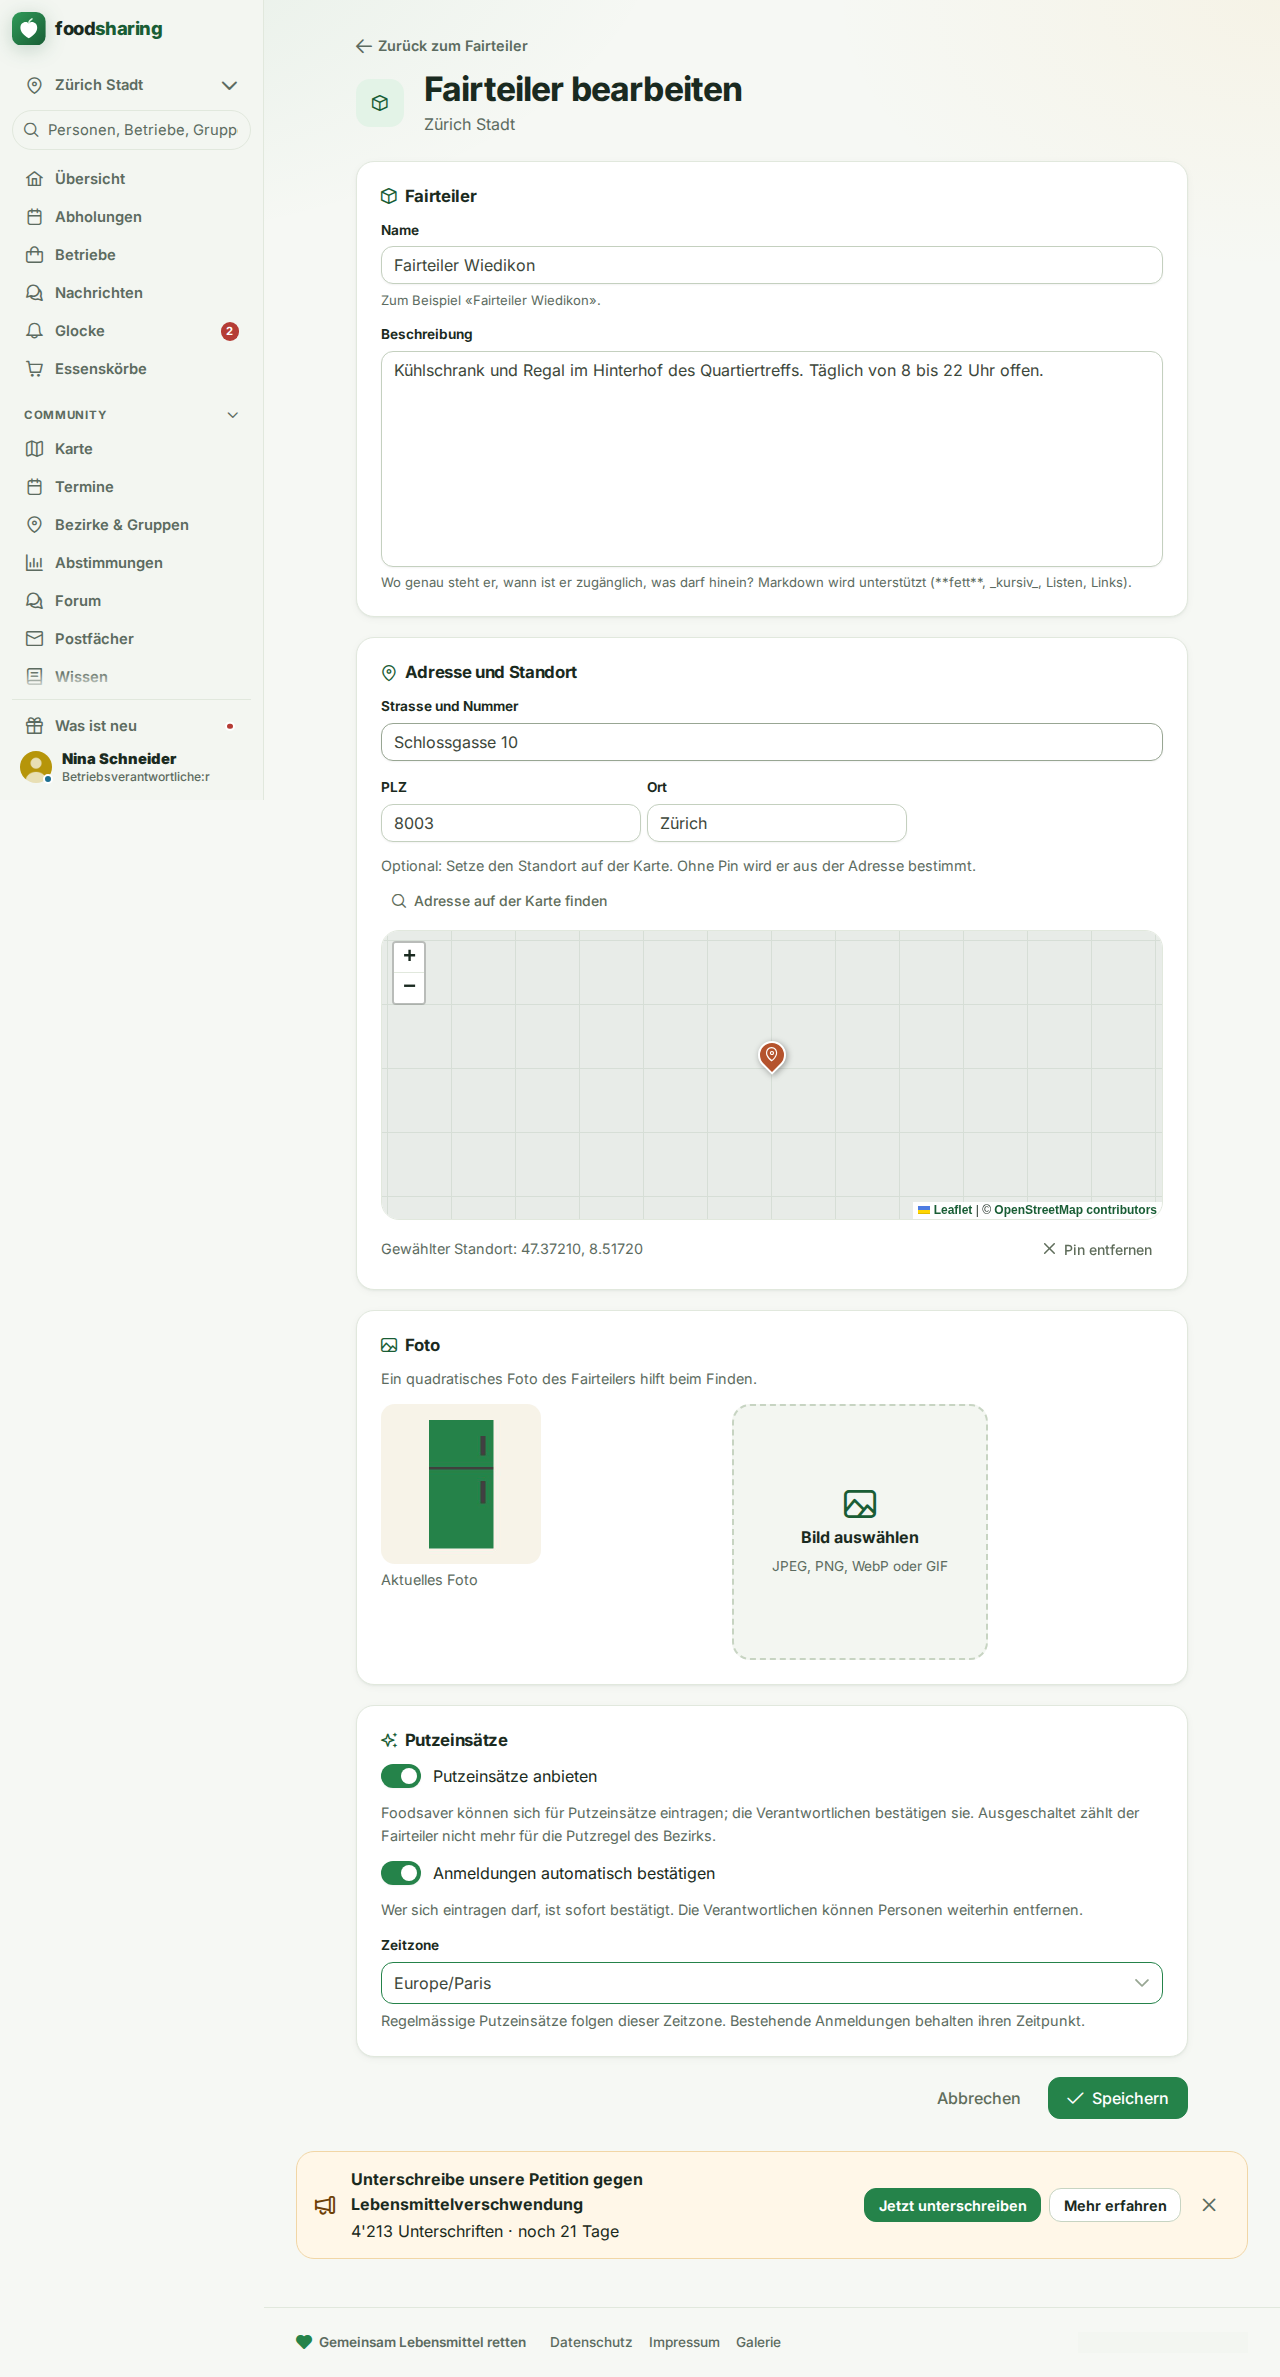 foodsharing
Zürich Stadt
Personen, Betriebe, Grupp
Übersicht
Abholungen
Betriebe
Nachrichten
Glocke
2
Essenskörbe
COMMUNITY
Karte
Termine
Bezirke & Gruppen
Abstimmungen
Forum
Postfächer
Wissen
Was ist neu
Nina Schneider
Betriebsverantwortliche:r
Zurück zum Fairteiler
Fairteiler bearbeiten
Zürich Stadt
Fairteiler
Name
Fairteiler Wiedikon
Zum Beispiel «Fairteiler Wiedikon».
Beschreibung
Kühlschrank und Regal im Hinterhof des Quartiertreffs. Täglich von 8 bis 22 Uhr offen.
Wo genau steht er, wann ist er zugänglich, was darf hinein? Markdown wird unterstützt (**fett**, _kursiv_, Listen, Links).
Adresse und Standort
Strasse und Nummer
Schlossgasse 10
PLZ
Ort
8003
Zürich
Optional: Setze den Standort auf der Karte. Ohne Pin wird er aus der Adresse bestimmt.
Adresse auf der Karte finden
+
−
Leaflet | © OpenStreetMap contributors
Gewählter Standort: 47.37210, 8.51720
Pin entfernen
Foto
Ein quadratisches Foto des Fairteilers hilft beim Finden.
Aktuelles Foto
Bild auswählen
JPEG, PNG, WebP oder GIF
Putzeinsätze
Putzeinsätze anbieten
Foodsaver können sich für Putzeinsätze eintragen; die Verantwortlichen bestätigen sie. Ausgeschaltet zählt der
Fairteiler nicht mehr für die Putzregel des Bezirks.
Anmeldungen automatisch bestätigen
Wer sich eintragen darf, ist sofort bestätigt. Die Verantwortlichen können Personen weiterhin entfernen.
Zeitzone
Europe/Paris
Regelmässige Putzeinsätze folgen dieser Zeitzone. Bestehende Anmeldungen behalten ihren Zeitpunkt.
Abbrechen
Speichern
Unterschreibe unsere Petition gegen
Lebensmittelverschwendung
4'213 Unterschriften · noch 21 Tage
Jetzt unterschreiben
Mehr erfahren
Gemeinsam Lebensmittel retten
Datenschutz
Impressum
Galerie